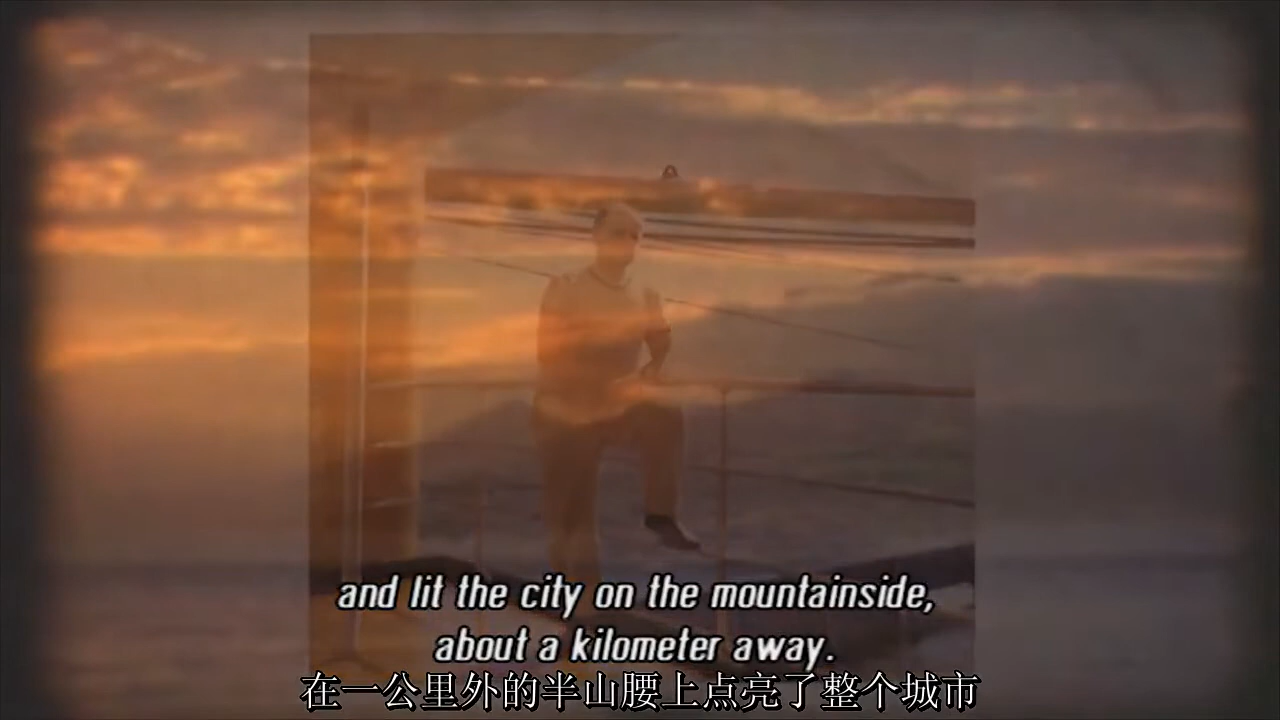 and lit the city on the mountainside,
about a kilometer away.
在一公里外的半山腰上点亮了整个城市